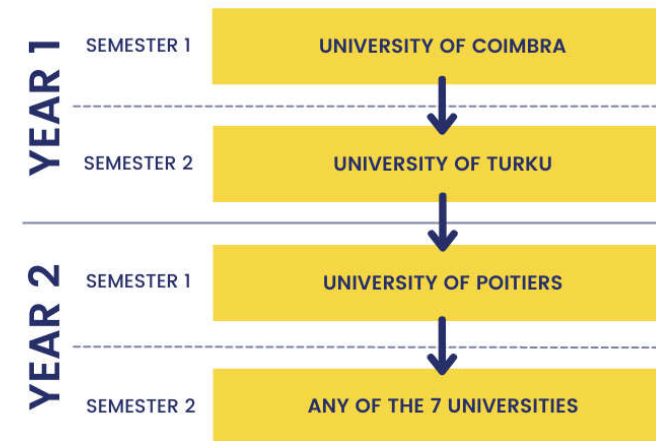 YEAR 1
SEMESTER 1
UNIVERSITY OF COIMBRA
SEMESTER 2
UNIVERSITY OF TURKU
YEAR 2
SEMESTER 1
UNIVERSITY OF POITIERS
SEMESTER 2
ANY OF THE 7 UNIVERSITIES